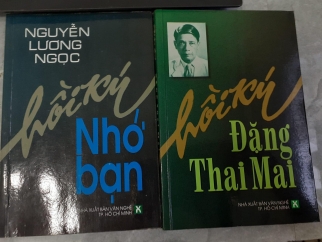 NGUYỄN
LƯƠNG
NGỌC
hồi ký
Nhớ
bạn
NHÀ XUẤT BẢN VĂN NGHỆ
TP. HỒ CHÍ MINH
hồi ký
Đặng
Thai Mai
NHÀ XUẤT BẢN VĂN NGHỆ
TP. HỒ CHÍ MINH